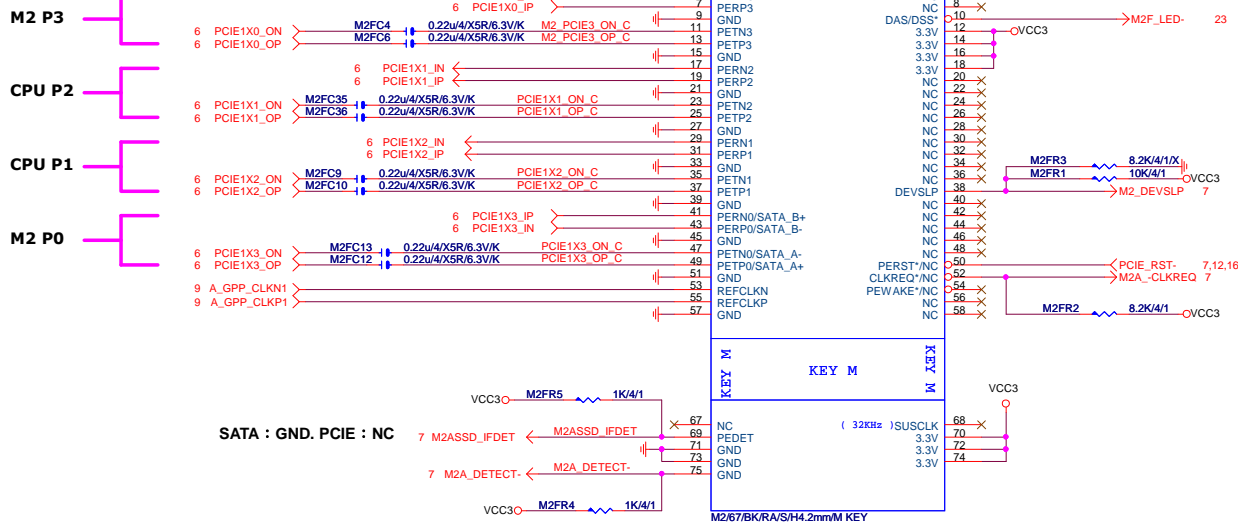 6 PCIE1X0_IP 7 PERP3 NC 8
M2 P3 9 GND DAS/DSS* 10 M2F_LED- 23
6 PCIE1X0_ON M2FC4 0.22u/4/X5R/6.3V/K M2_PCIE3_ON_C 11 PETN3 3.3V 12 VCC3
6 PCIE1X0_OP M2FC6 0.22u/4/X5R/6.3V/K M2_PCIE3_OP_C 13 PETP3 3.3V 14
15 GND 3.3V 16
6 PCIE1X1_IN 17 PERN2 3.3V 18
6 PCIE1X1_IP 19 PERP2 NC 20
CPU P2 21 GND NC 22
6 PCIE1X1_ON M2FC35 0.22u/4/X5R/6.3V/K PCIE1X1_ON_C 23 PETN2 NC 24
6 PCIE1X1_OP M2FC36 0.22u/4/X5R/6.3V/K PCIE1X1_OP_C 25 PETP2 NC 26
27 GND NC 28
6 PCIE1X2_IN 29 PERN1 NC 30
6 PCIE1X2_IP 31 PERP1 NC 32
CPU P1 33 GND NC 34 M2FR3 8.2K/4/1/X
6 PCIE1X2_ON M2FC9 0.22u/4/X5R/6.3V/K PCIE1X2_ON_C 35 PETN1 NC 36 M2FR1 10K/4/1 VCC3
6 PCIE1X2_OP M2FC10 0.22u/4/X5R/6.3V/K PCIE1X2_OP_C 37 PETP1 DEVSLP 38 M2_DEVSLP 7
39 GND NC 40
6 PCIE1X3_IP 41 PERN0/SATA_B+ NC 42
6 PCIE1X3_IN 43 PERP0/SATA_B- NC 44
M2 P0 45 GND NC 46
6 PCIE1X3_ON M2FC13 0.22u/4/X5R/6.3V/K PCIE1X3_ON_C 47 PETN0/SATA_A- NC 48
6 PCIE1X3_OP M2FC12 0.22u/4/X5R/6.3V/K PCIE1X3_OP_C 49 PETP0/SATA_A+ PERST*/NC 50 PCIE_RST- 7,12,16
51 GND CLKREQ*/NC 52 M2A_-CLKREQ 7
9 A_GPP_CLKN1 53 REFCLKN PEWAKE*/NC 54
9 A_GPP_CLKP1 55 REFCLKP NC 56
57 GND NC 58 M2FR2 8.2K/4/1 VCC3
KEY M KEY M KEY M
VCC3 M2FR5 1K/4/1 VCC3
67 NC ( 32KHz ) SUSCLK 68
SATA : GND. PCIE : NC 7 M2ASSD_IFDET M2ASSD_IFDET 69 PEDET 3.3V 70
71 GND 3.3V 72
73 GND 3.3V 74
7 M2A_DETECT- M2A_DETECT- 75 GND
VCC3 M2FR4 1K/4/1
M2/67/BK/RA/S/H4.2mm/M KEY